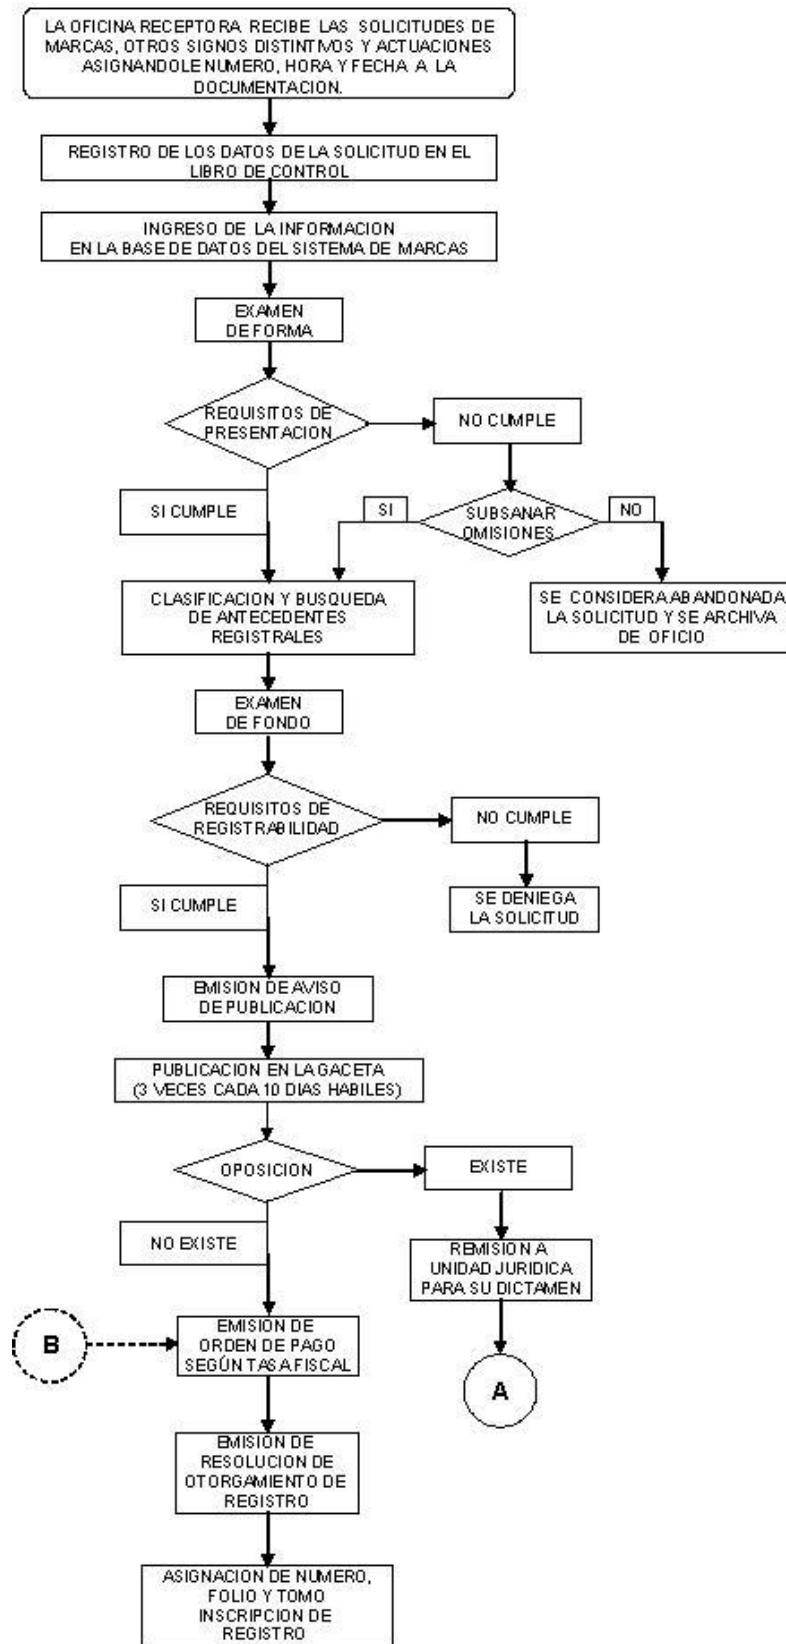 LA OFICINA RECEPTORA RECIBE LAS SOLICITUDES DE
MARCAS, OTROS SIGNOS DISTINTIVOS Y ACTUACIONES
ASIGNANDOLE NUMERO, HORA Y FECHA A LA
DOCUMENTACION.
REGISTRO DE LOS DATOS DE LA SOLICITUD EN EL
LIBRO DE CONTROL
INGRESO DE LA INFORMACION
EN LA BASE DE DATOS DEL SISTEMA DE MARCAS
EXAMEN
DE FORMA
REQUISITOS DE
PRESENTACION
NO CUMPLE
SI CUMPLE
SI
SUBSANAR
OMISIONES
NO
CLASIFICACION Y BUSQUEDA
DE ANTECEDENTES
REGISTRALES
SE CONSIDERA ABANDONADA
LA SOLICITUD Y SE ARCHIVA
DE OFICIO
EXAMEN
DE FONDO
REQUISITOS DE
REGISTRABILIDAD
NO CUMPLE
SI CUMPLE
SE DENIEGA
LA SOLICITUD
EMISION DE AVISO
DE PUBLICACION
PUBLICACION EN LA GACETA
(3 VECES CADA 10 DIAS HABILES)
OPOSICION
EXISTE
NO EXISTE
REMISION A
UNIDAD JURIDICA
PARA SU DICTAMEN
B
EMISION DE
ORDEN DE PAGO
SEGÚN TASA FISCAL
A
EMISION DE
RESOLUCION DE
OTORGAMIENTO DE
REGISTRO
ASIGNACION DE NUMERO,
FOLIO Y TOMO
INSCRIPCION DE
REGISTRO